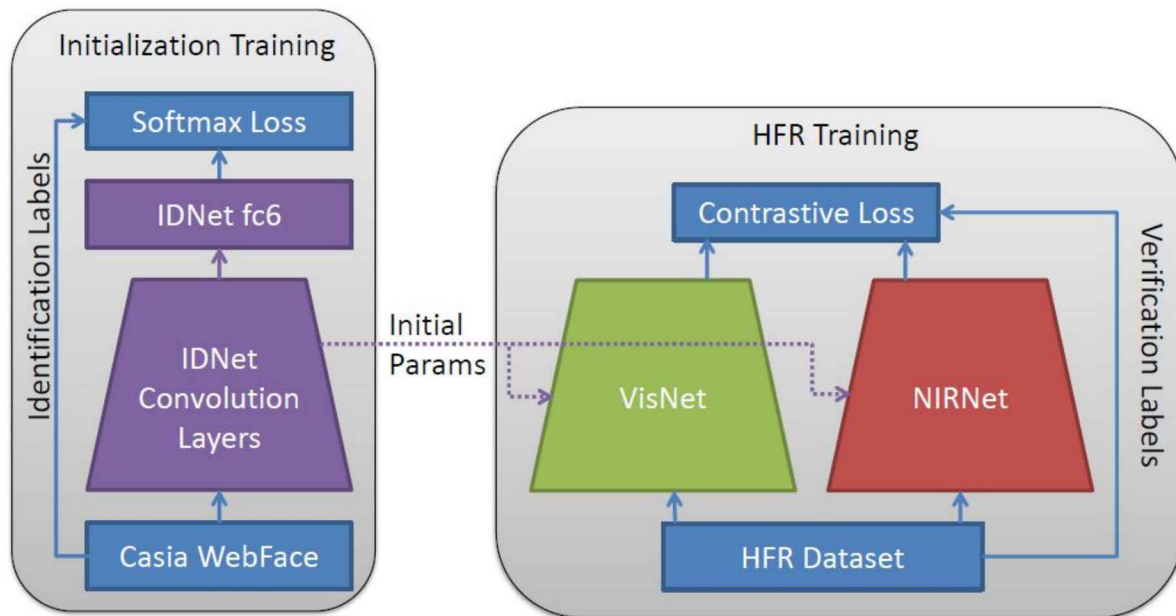 Initialization Training
Softmax Loss
IDNet fc6
IDNet
Convolution
Layers
Casia WebFace
Identification Labels
Initial
Params
HFR Training
Contrastive Loss
VisNet
NIRNet
HFR Dataset
Verification Labels